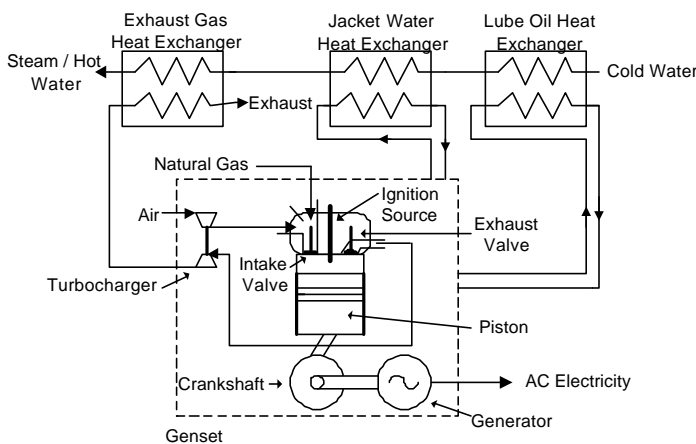 Exhaust Gas
Heat Exchanger
Jacket Water
Heat Exchanger
Lube Oil Heat
Exchanger
Steam / Hot
Water
Cold Water
Exhaust
Natural Gas
Ignition
Source
Air
Exhaust
Valve
Intake
Valve
Turbocharger
Piston
Crankshaft
AC Electricity
Generator
Genset